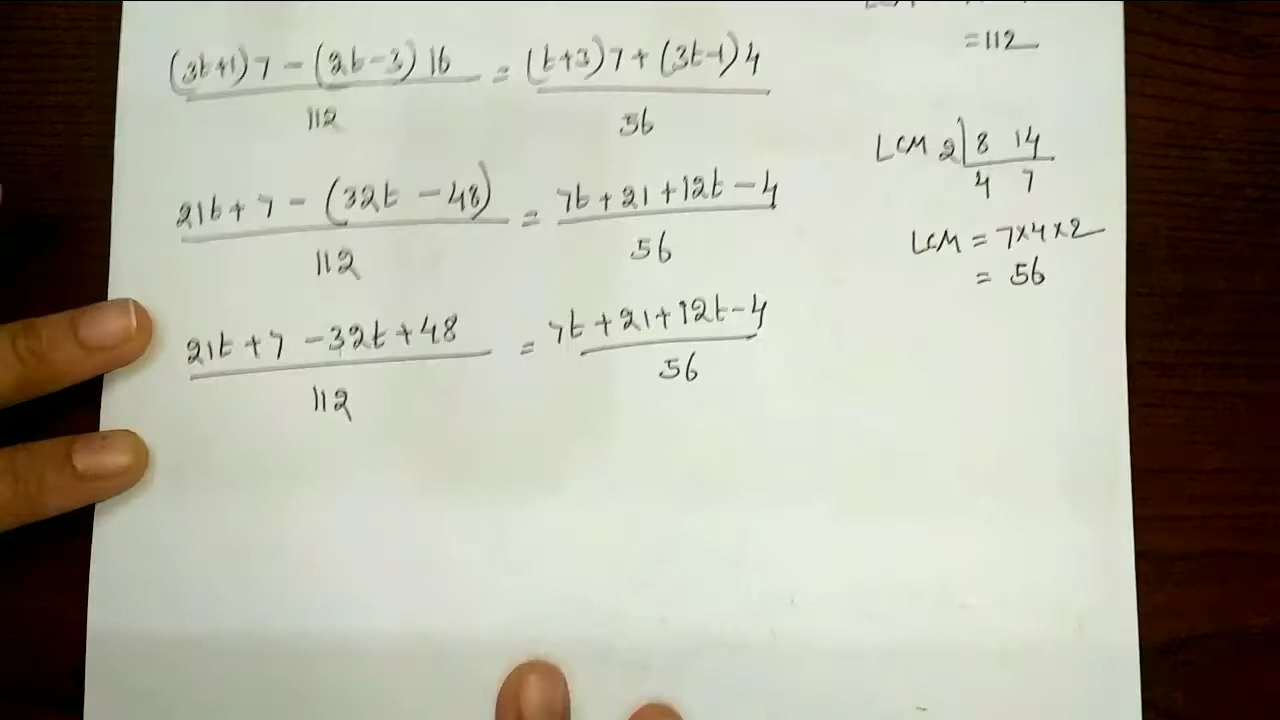 = 112
(3t+1) 7 - (2t-3) 16 = (t+3) 7 + (3t-1) 4
112 56
LCM 2 8 14
4 7
21t + 7 - (32t - 48) = 7t + 21 + 12t - 4
112 56
LCM = 7×4×2
= 56
21t + 7 - 32t + 48 = 7t + 21 + 12t - 4
112 56